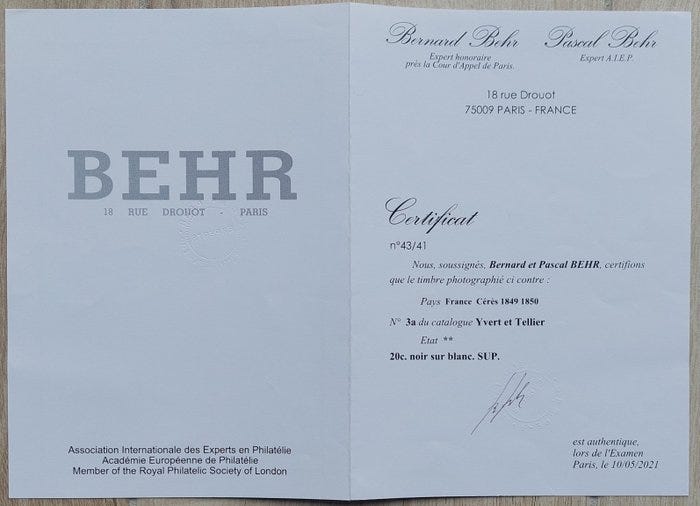 BEHR
18 RUE DROUOT - PARIS
Association Internationale des Experts en Philatélie
Académie Européenne de Philatélie
Member of the Royal Philatelic Society of London
Bernard Behr
Expert honoraire
près la Cour d'Appel de Paris.
Pascal Behr
Expert A.I.E.P.
18 rue Drouot
75009 PARIS - FRANCE
Certificat
n°43/41
Nous, soussignés, Bernard et Pascal BEHR, certifions
que le timbre photographié ci contre :
Pays France Cérès 1849 1850
N° 3a du catalogue Yvert et Tellier
Etat **
20c. noir sur blanc. SUP.
est authentique,
lors de l'Examen
Paris, le 10/05/2021